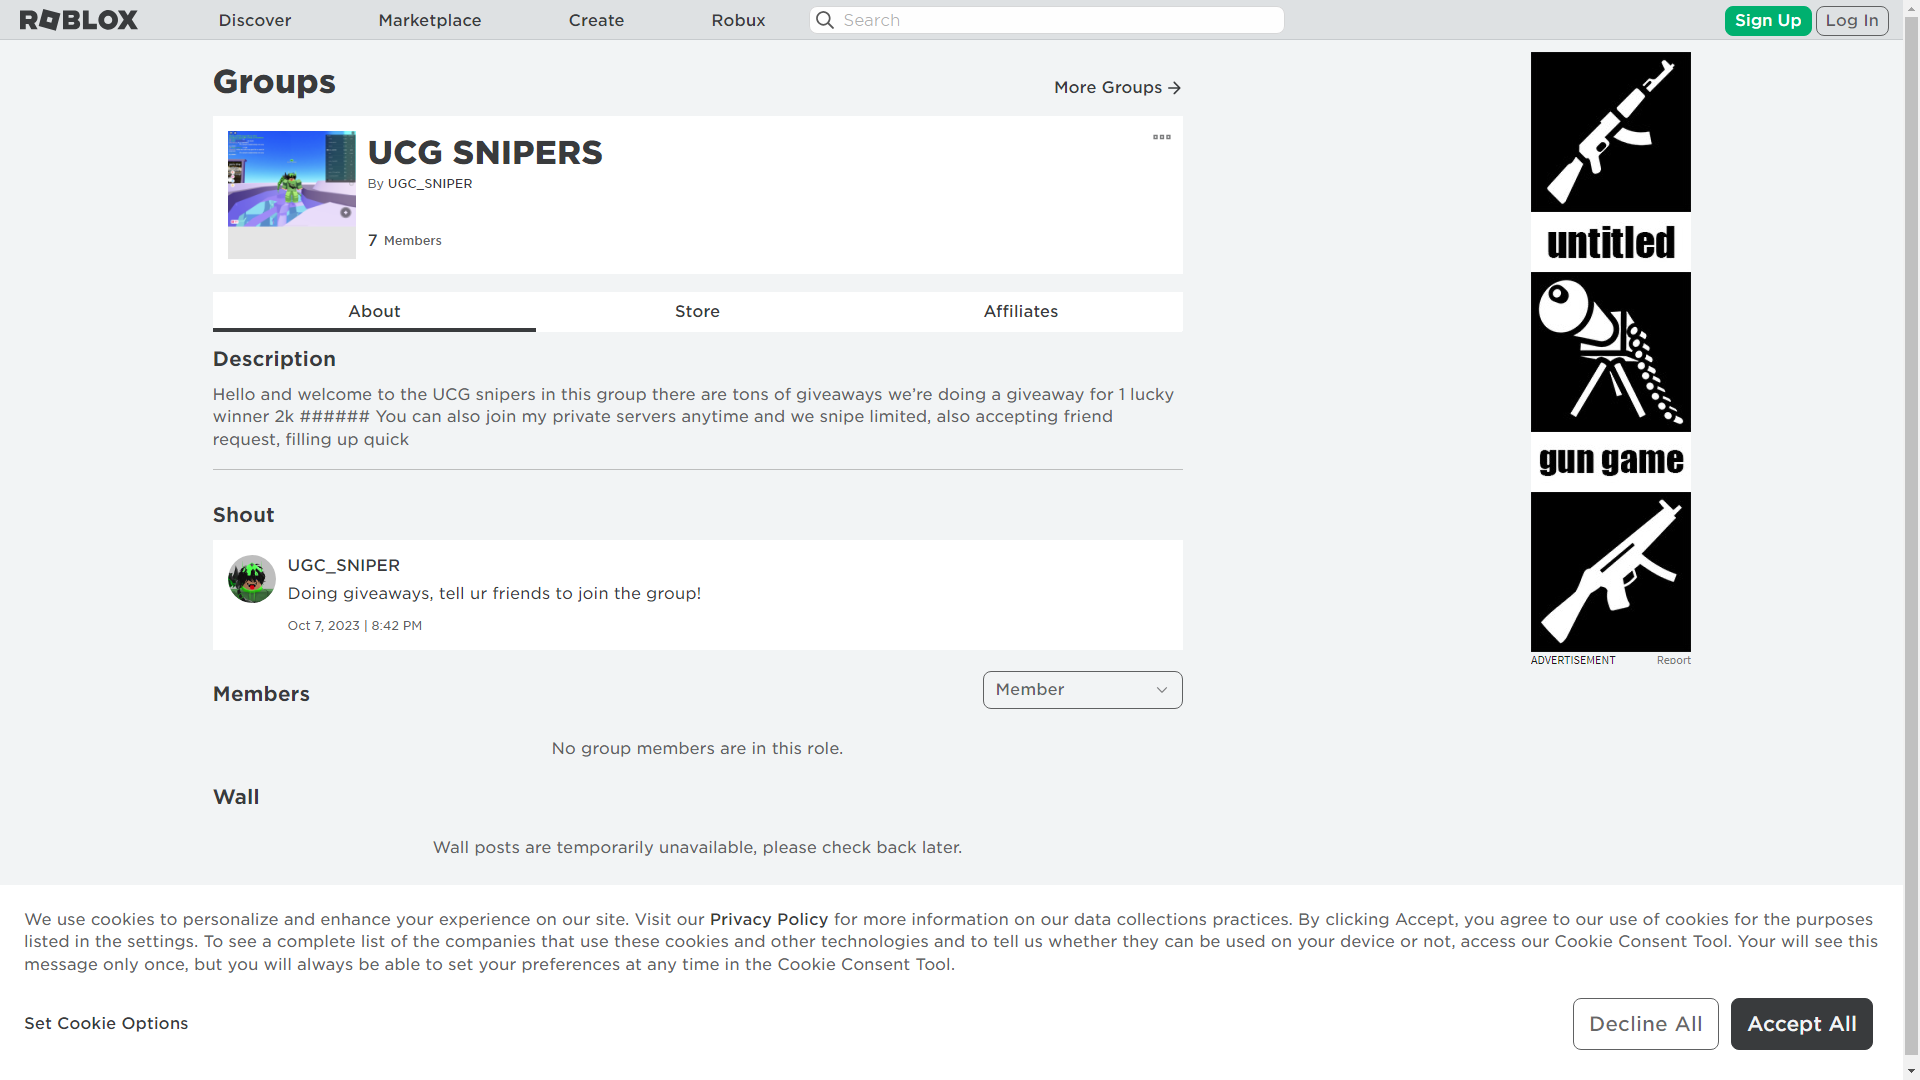 ROBLOX
Discover
Marketplace
Create
Robux
Search
Sign Up
Log In
Groups
More Groups
UCG SNIPERS
By UGC_SNIPER
7 Members
About
Store
Affiliates
Description
Hello and welcome to the UCG snipers in this group there are tons of giveaways we’re doing a giveaway for 1 lucky
winner 2k ###### You can also join my private servers anytime and we snipe limited, also accepting friend
request, filling up quick
Shout
UGC_SNIPER
Doing giveaways, tell ur friends to join the group!
Oct 7, 2023 | 8:42 PM
Members
Member
No group members are in this role.
Wall
Wall posts are temporarily unavailable, please check back later.
untitled
gun game
ADVERTISEMENT
Report
We use cookies to personalize and enhance your experience on our site. Visit our Privacy Policy for more information on our data collections practices. By clicking Accept, you agree to our use of cookies for the purposes
listed in the settings. To see a complete list of the companies that use these cookies and other technologies and to tell us whether they can be used on your device or not, access our Cookie Consent Tool. Your will see this
message only once, but you will always be able to set your preferences at any time in the Cookie Consent Tool.
Set Cookie Options
Decline All
Accept All